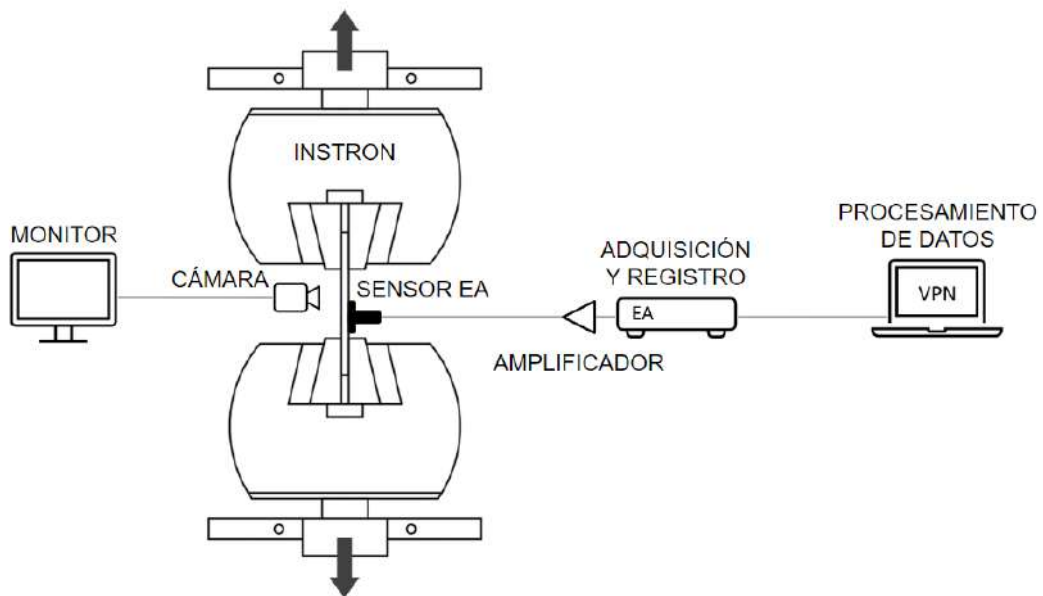 INSTRON
MONITOR
CÁMARA
SENSOR EA
AMPLIFICADOR
ADQUISICIÓN
Y REGISTRO
EA
PROCESAMIENTO
DE DATOS
VPN